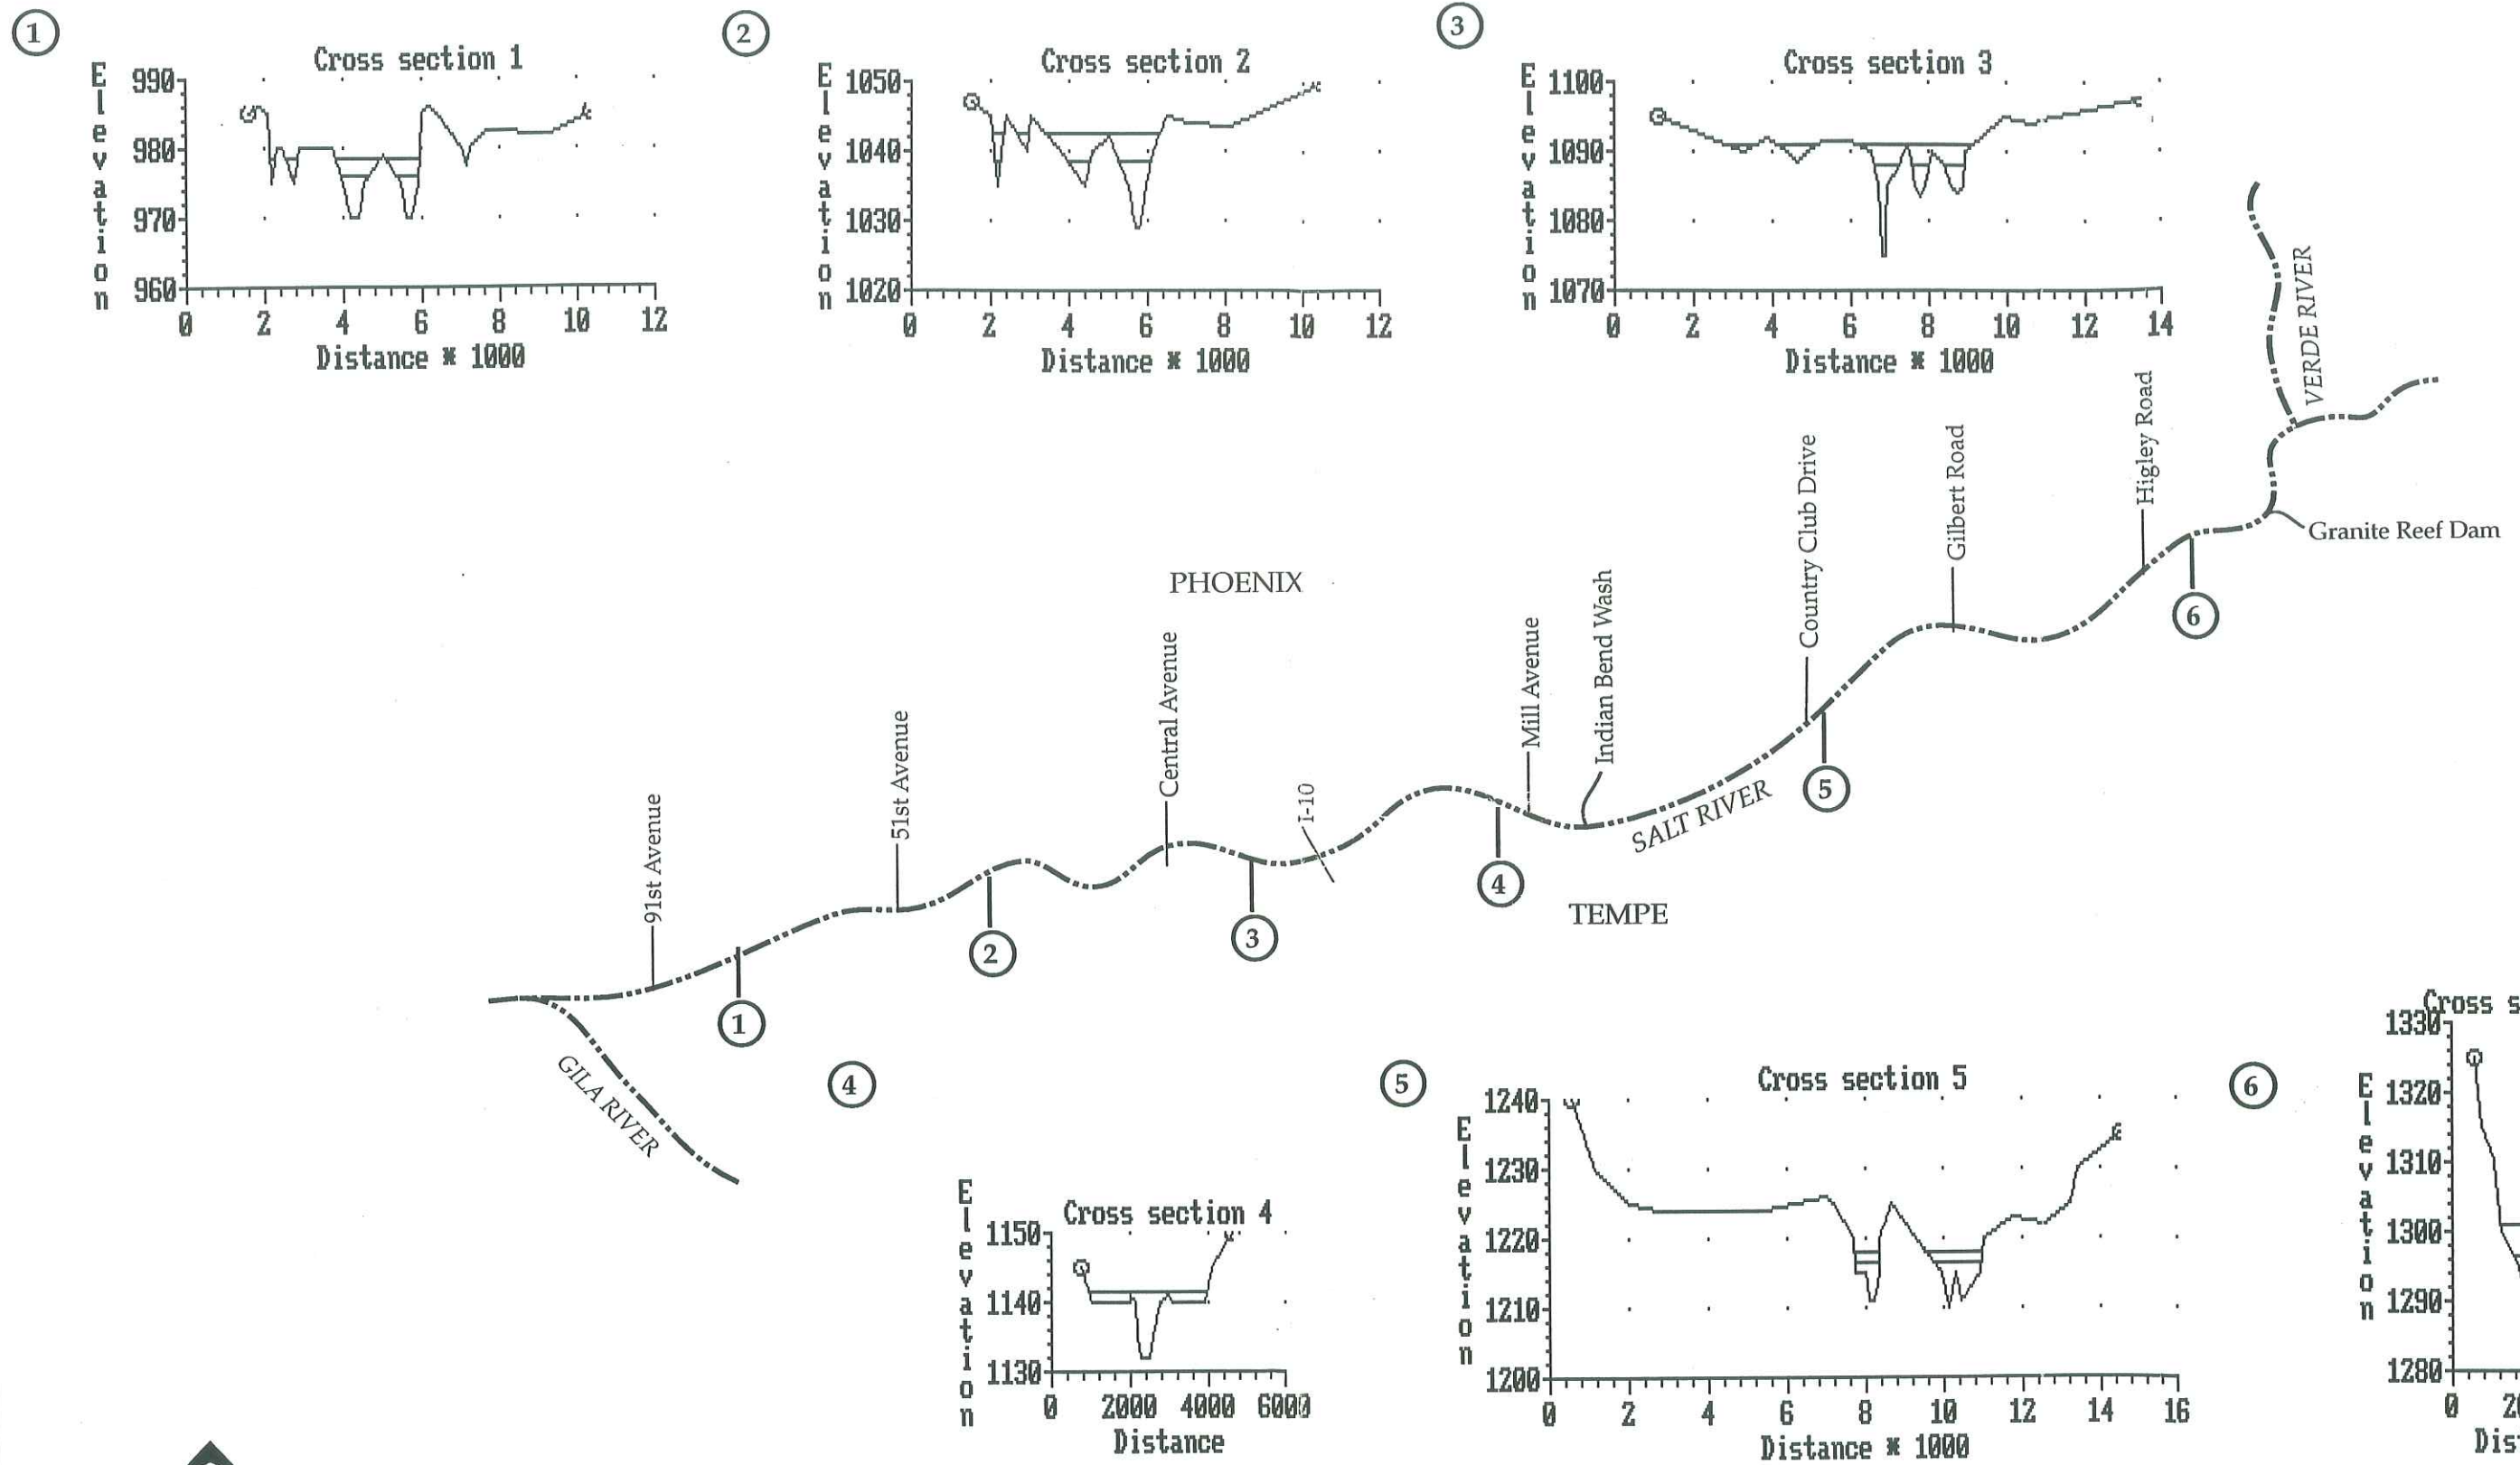 1
Cross section 1
Elevation
990
980
970
960
0 2 4 6 8 10 12
Distance * 1000
2
Cross section 2
Elevation
1050
1040
1030
1020
0 2 4 6 8 10 12
Distance * 1000
3
Cross section 3
Elevation
1100
1090
1080
1070
0 2 4 6 8 10 12 14
Distance * 1000
VERDE RIVER
Higley Road
Gilbert Road
Country Club Drive
Granite Reef Dam
PHOENIX
Indian Bend Wash
Mill Avenue
Central Avenue
6
51st Avenue
I-10
91st Avenue
5
SALT RIVER
4
TEMPE
3
2
1
GILA RIVER
4
Cross section 4
Elevation
1150
1140
1130
0 2000 4000 6000
Distance
5
Cross section 5
Elevation
1240
1230
1220
1210
1200
0 2 4 6 8 10 12 14 16
Distance * 1000
6
Cross s
Elevation
1330
1320
1310
1300
1290
1280
0 20
Dis